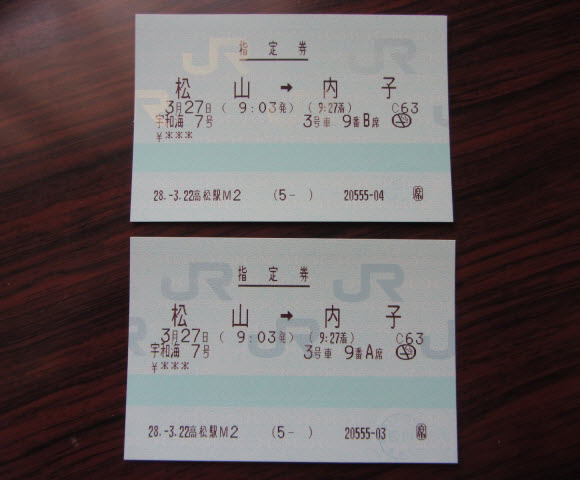 指定券
松山 → 内子
3月27日 ( 9:03発) ( 9:27着) C63
宇和海 7号 3号車 9番B席
¥***
28.-3.22高松駅M2 (5- ) 20555-04
指定券
松山 → 内子
3月27日 ( 9:03発) ( 9:27着) C63
宇和海 7号 3号車 9番A席
¥***
28.-3.22高松駅M2 (5- ) 20555-03